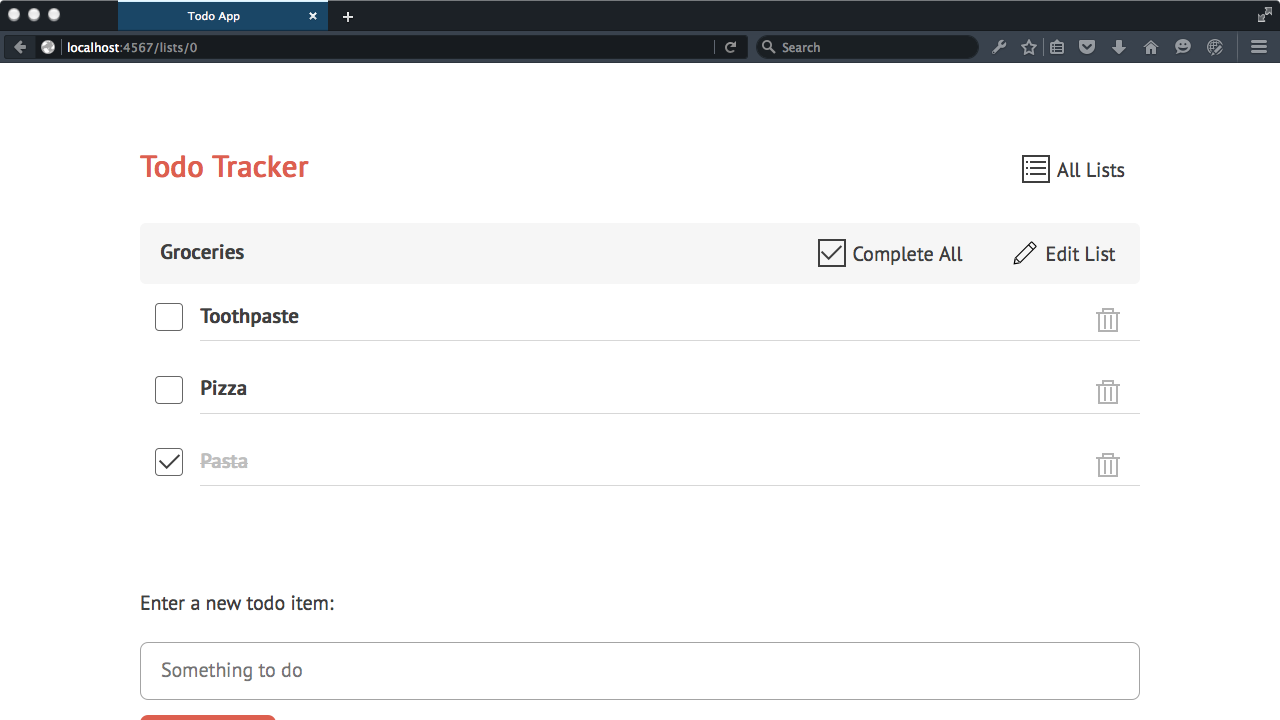 Todo App
localhost:4567/lists/0
Search
Todo Tracker
All Lists
Groceries
Complete All
Edit List
Toothpaste
Pizza
Pasta
Enter a new todo item:
Something to do